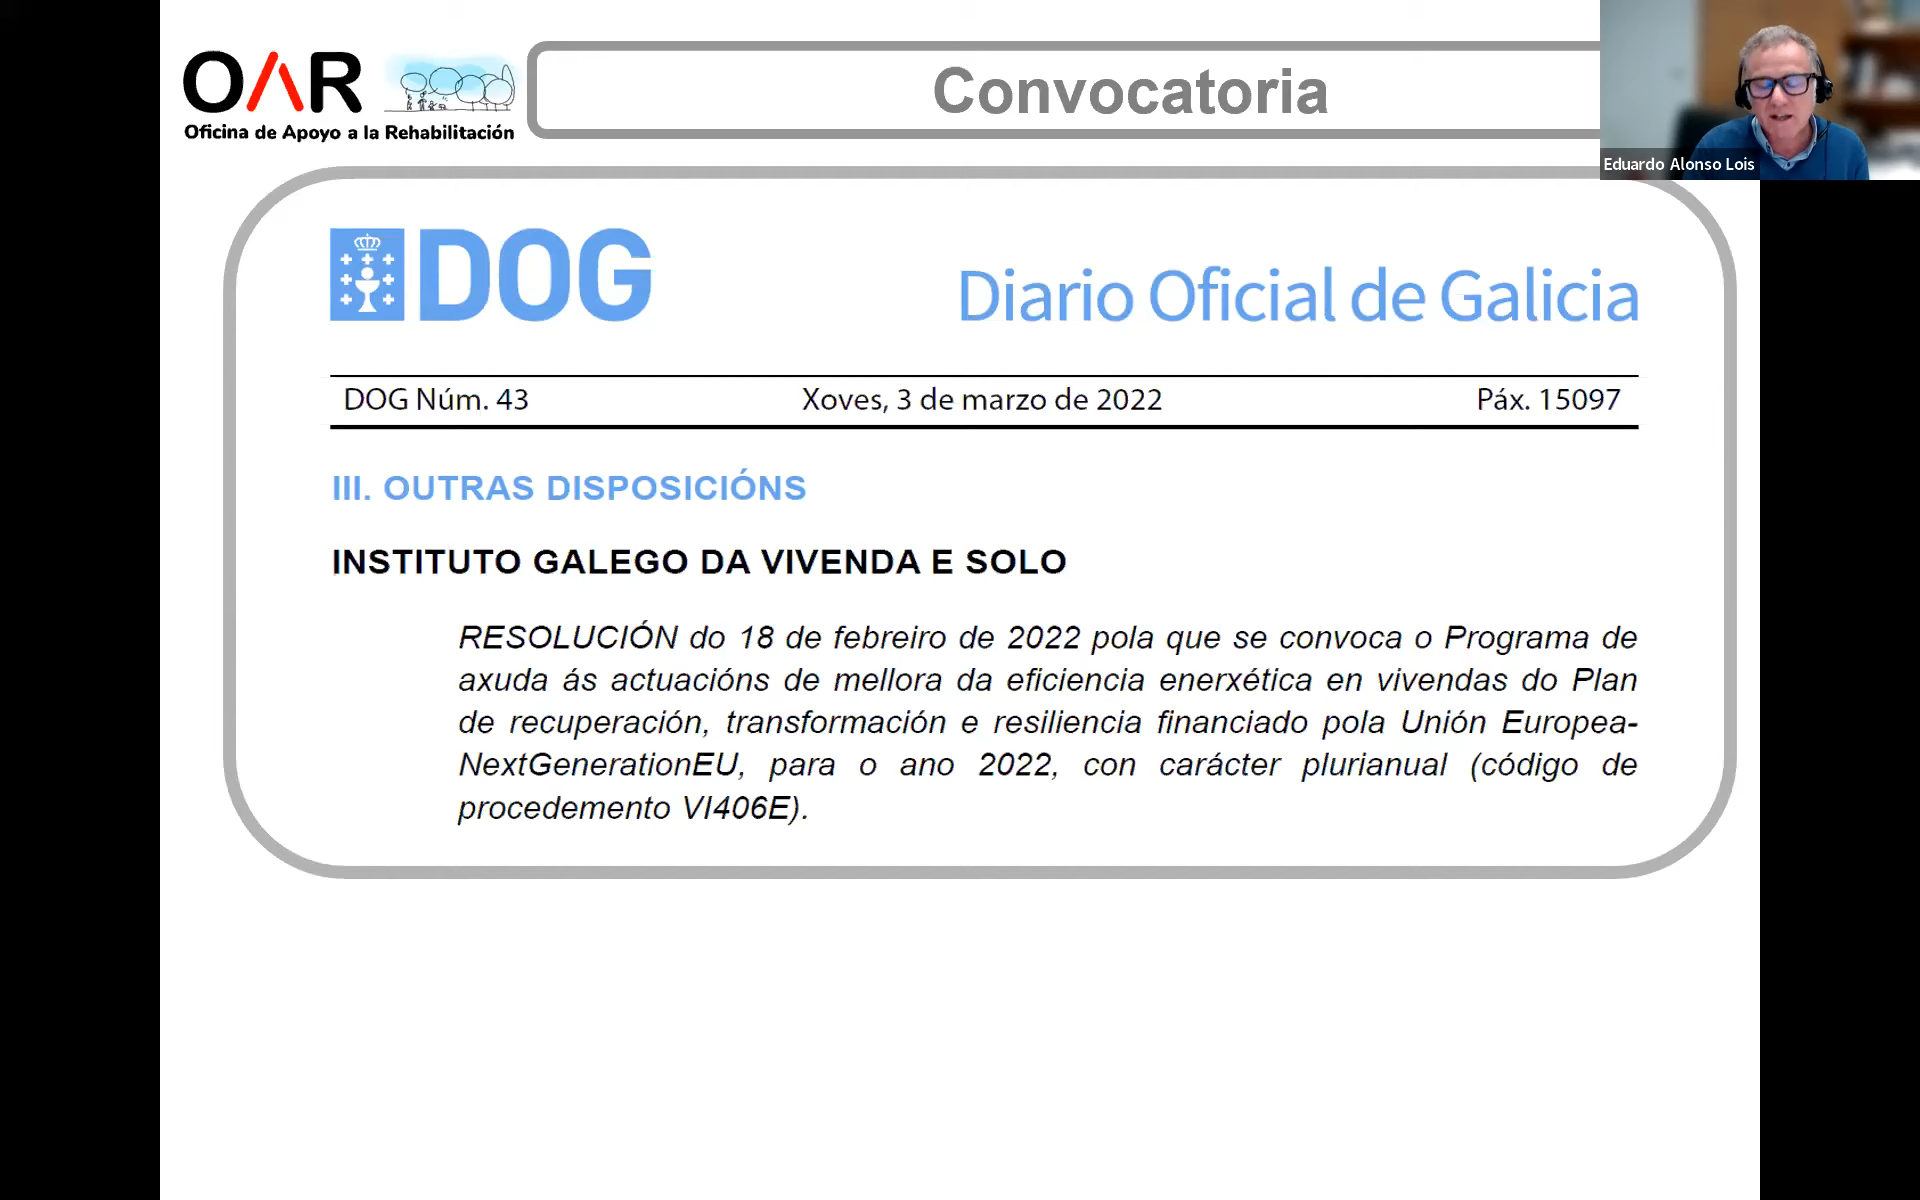 OAR
Oficina de Apoyo a la Rehabilitación
Convocatoria
Eduardo Alonso Lois
DOG
Diario Oficial de Galicia
DOG Núm. 43 Xoves, 3 de marzo de 2022 Páx. 15097
III. OUTRAS DISPOSICIÓNS
INSTITUTO GALEGO DA VIVENDA E SOLO
RESOLUCIÓN do 18 de febreiro de 2022 pola que se convoca o Programa de
axuda ás actuacións de mellora da eficiencia enerxética en vivendas do Plan
de recuperación, transformación e resiliencia financiado pola Unión Europea-
NextGenerationEU, para o ano 2022, con carácter plurianual (código de
procedemento VI406E).